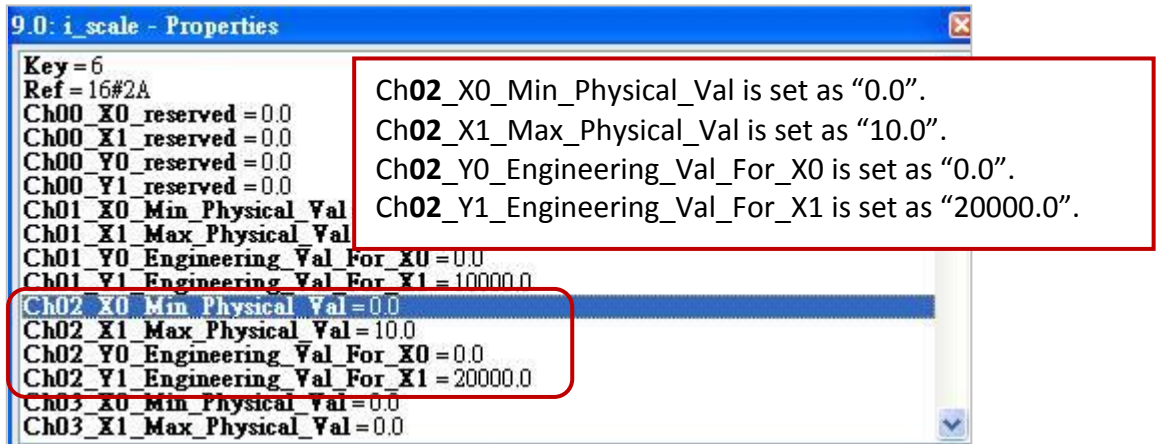 9.0: i_scale - Properties
Key = 6
Ref = 16#2A
Ch00_X0_reserved = 0.0
Ch00_X1_reserved = 0.0
Ch00_Y0_reserved = 0.0
Ch00_Y1_reserved = 0.0
Ch01_X0_Min_Physical_Val
Ch01_X1_Max_Physical_Val
Ch01_Y0_Engineering_Val_For_X0 = 0.0
Ch01_Y1_Engineering_Val_For_X1 = 10000.0
Ch02_X0_Min_Physical_Val = 0.0
Ch02_X1_Max_Physical_Val = 10.0
Ch02_Y0_Engineering_Val_For_X0 = 0.0
Ch02_Y1_Engineering_Val_For_X1 = 20000.0
Ch03_X0_Min_Physical_Val = 0.0
Ch03_X1_Max_Physical_Val = 0.0
Ch02_X0_Min_Physical_Val is set as “0.0”.
Ch02_X1_Max_Physical_Val is set as “10.0”.
Ch02_Y0_Engineering_Val_For_X0 is set as “0.0”.
Ch02_Y1_Engineering_Val_For_X1 is set as “20000.0”.